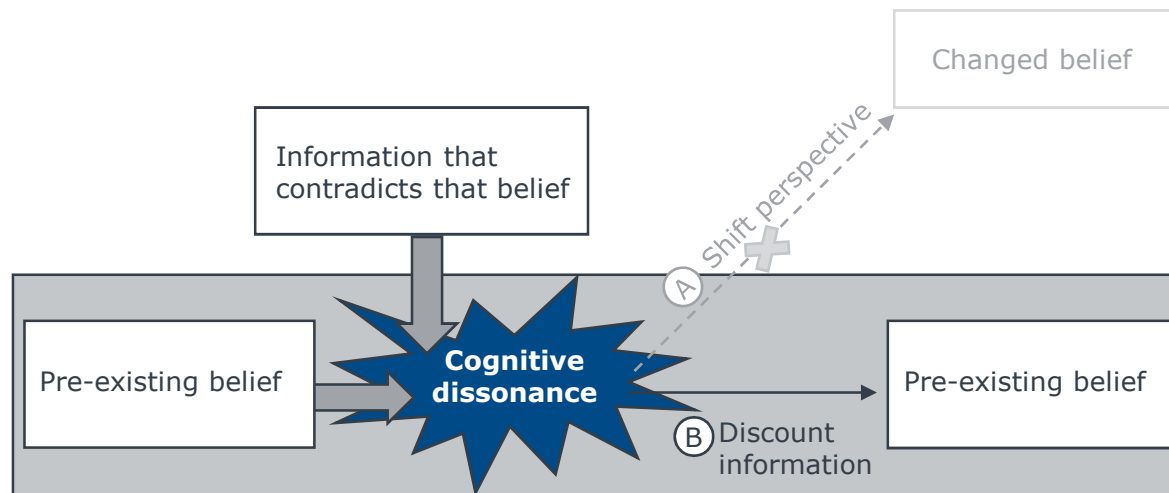 Changed belief
Information that
contradicts that belief
A Shift perspective
Pre-existing belief
Cognitive
dissonance
Pre-existing belief
B Discount
information